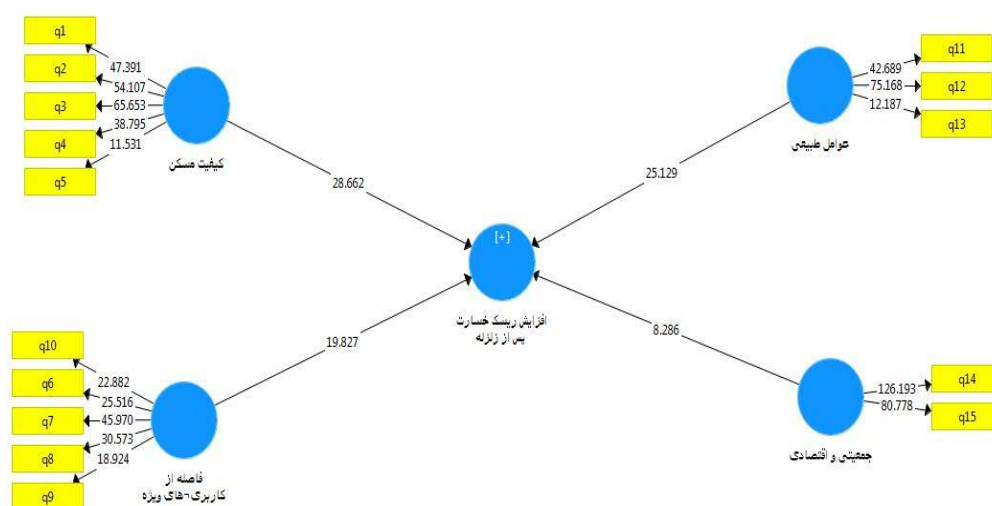 q1
q2
q3
q4
q5
47.391
54.107
65.653
38.795
11.531
کیفیت مسکن
28.662
q11
q12
q13
42.689
75.168
12.187
عوامل طبیعی
25.129
[+]
افزایش ریسک خسارت
پس از زلزله
q10
q6
q7
q8
q9
22.882
25.516
45.970
30.573
18.924
فاصله از
کاربری¬های ویژه
19.827
8.286
q14
q15
126.193
80.778
جمعیتی و اقتصادی